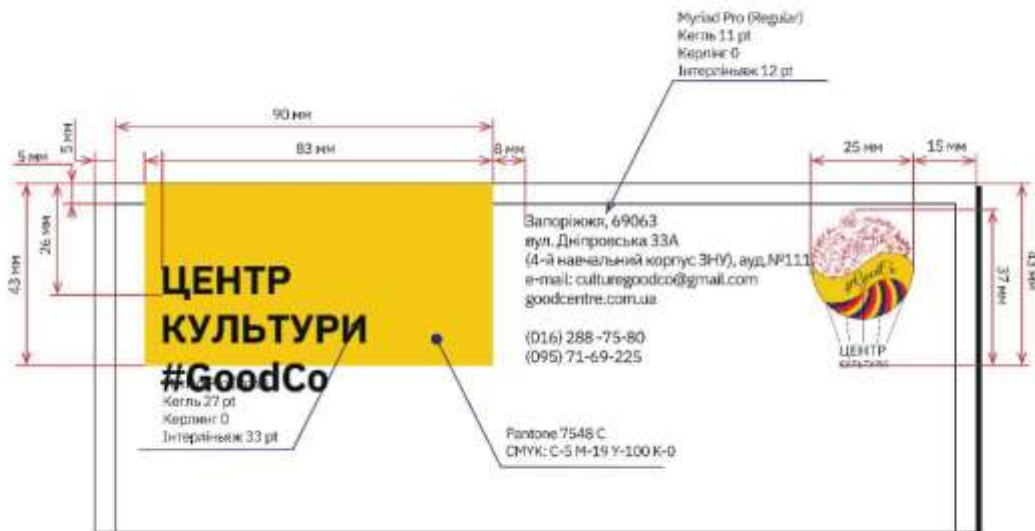 Myriad Pro (Regular)
Кегль 11 pt
Керлінг 0
Інтерліньяж 12 pt
90 мм
5 мм
5 мм
83 мм
8 мм
25 мм
15 мм
43 мм
26 мм
37 мм
43 мм
Запоріжжя, 69063
вул. Дніпровська 33А
(4-й навчальний корпус ЗНУ), ауд.№111
e-mail: culturegoodco@gmail.com
goodcentre.com.ua
(016) 288-75-80
(095) 71-69-225
ЦЕНТР
КУЛЬТУРИ
#GoodCo
#GoodCo
ЦЕНТР
КУЛЬТУРИ
Кегль 27 pt
Керлинг 0
Інтерліньяж 33 pt
Pantone 7548 C
CMYK: C-5 M-19 Y-100 K-0